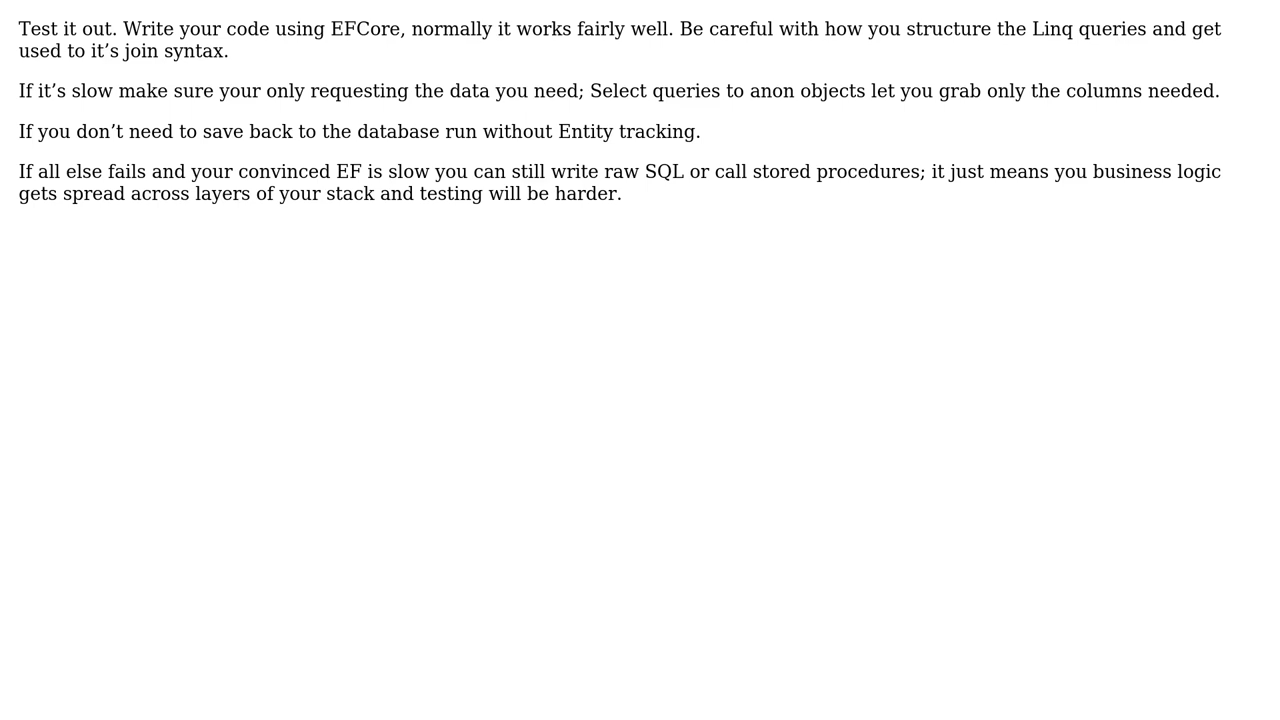 Test it out. Write your code using EFCore, normally it works fairly well. Be careful with how you structure the Linq queries and get
used to it’s join syntax.
If it’s slow make sure your only requesting the data you need; Select queries to anon objects let you grab only the columns needed.
If you don’t need to save back to the database run without Entity tracking.
If all else fails and your convinced EF is slow you can still write raw SQL or call stored procedures; it just means you business logic
gets spread across layers of your stack and testing will be harder.